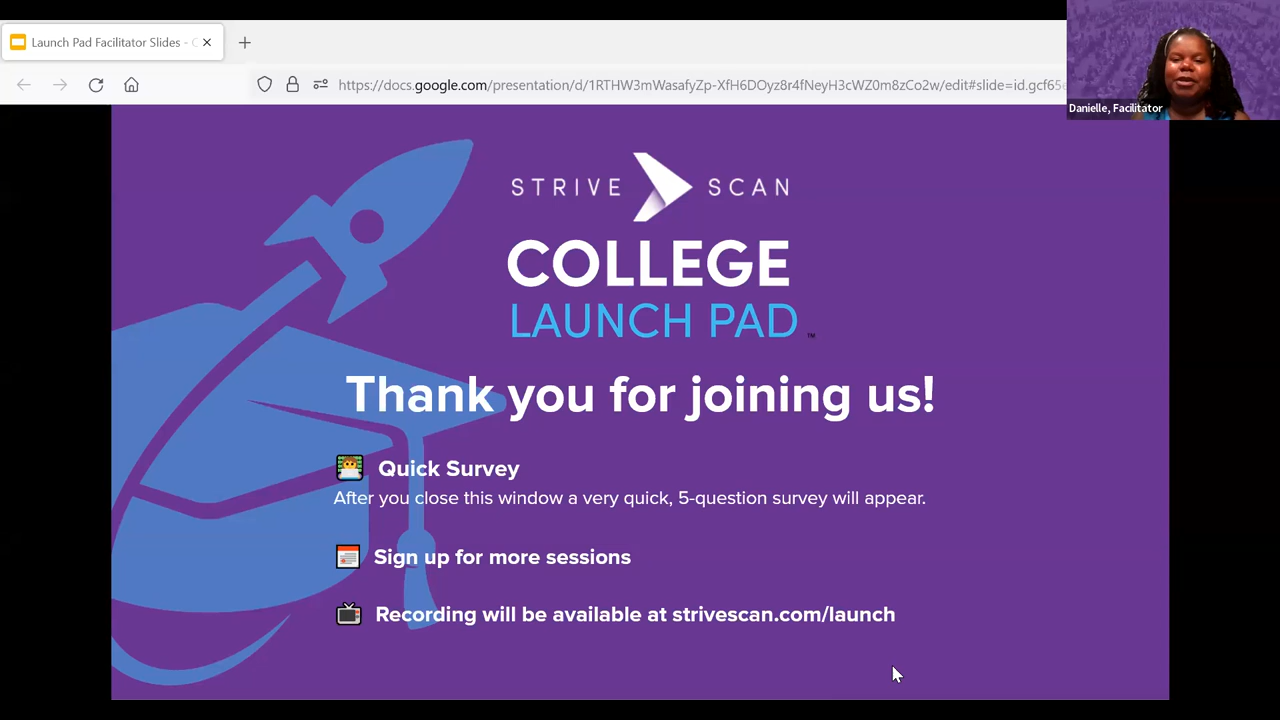 Launch Pad Facilitator Slides - 
https://docs.google.com/presentation/d/1RTHW3mWasafyZp-XfH6DOyz8r4fNeyH3cWZ0m8zCo2w/edit#slide=id.gcf65
Danielle, Facilitator
STRIVE SCAN
COLLEGE
LAUNCH PAD ™
Thank you for joining us!
Quick Survey
After you close this window a very quick, 5-question survey will appear.
Sign up for more sessions
Recording will be available at strivescan.com/launch